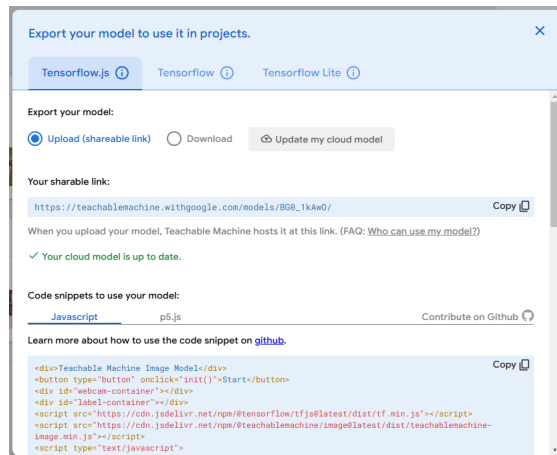 Export your model to use it in projects.
Tensorflow.js
Tensorflow
Tensorflow Lite
Export your model:
Upload (shareable link)
Download
Update my cloud model
Your sharable link:
https://teachablemachine.withgoogle.com/models/BG0_1kAwO/
Copy
When you upload your model, Teachable Machine hosts it at this link. (FAQ: Who can use my model?)
✓ Your cloud model is up to date.
Code snippets to use your model:
Javascript
p5.js
Contribute on Github
Learn more about how to use the code snippet on github.
Copy
<div>Teachable Machine Image Model</div>
<button type="button" onclick="init()">Start</button>
<div id="webcam-container"></div>
<div id="label-container"></div>
<script src="https://cdn.jsdelivr.net/npm/@tensorflow/tfjs@latest/dist/tf.min.js"></script>
<script src="https://cdn.jsdelivr.net/npm/@teachablemachine/image@latest/dist/teachablemachine-
image.min.js"></script>
<script type="text/javascript">